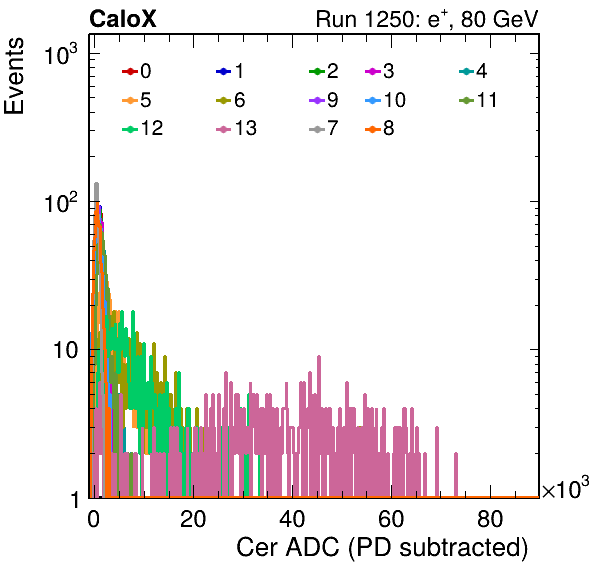 CaloX Run 1250: e⁺, 80 GeV
Events
10³
0 1 2 3 4
5 6 9 10 11
12 13 7 8
10²
10
1
0 20 40 60 80 ×10³
Cer ADC (PD subtracted)